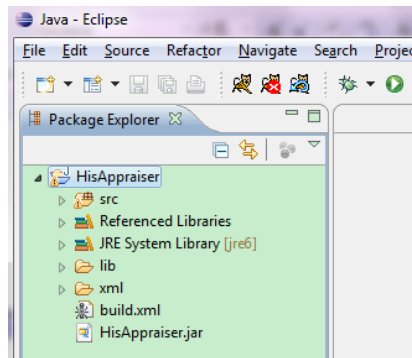 Java - Eclipse
File Edit Source Refactor Navigate Search Projec
Package Explorer
HisAppraiser
src
Referenced Libraries
JRE System Library [jre6]
lib
xml
build.xml
HisAppraiser.jar